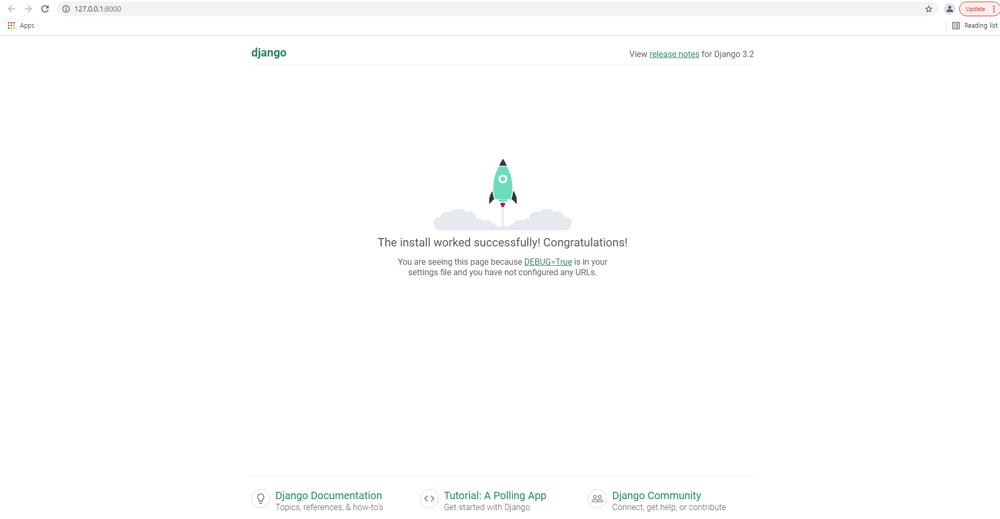 127.0.0.1:8000
Update
Apps
Reading list
django
View release notes for Django 3.2
The install worked successfully! Congratulations!
You are seeing this page because DEBUG=True is in your
settings file and you have not configured any URLs.
Django Documentation
Topics, references, & how-to’s
Tutorial: A Polling App
Get started with Django
Django Community
Connect, get help, or contribute